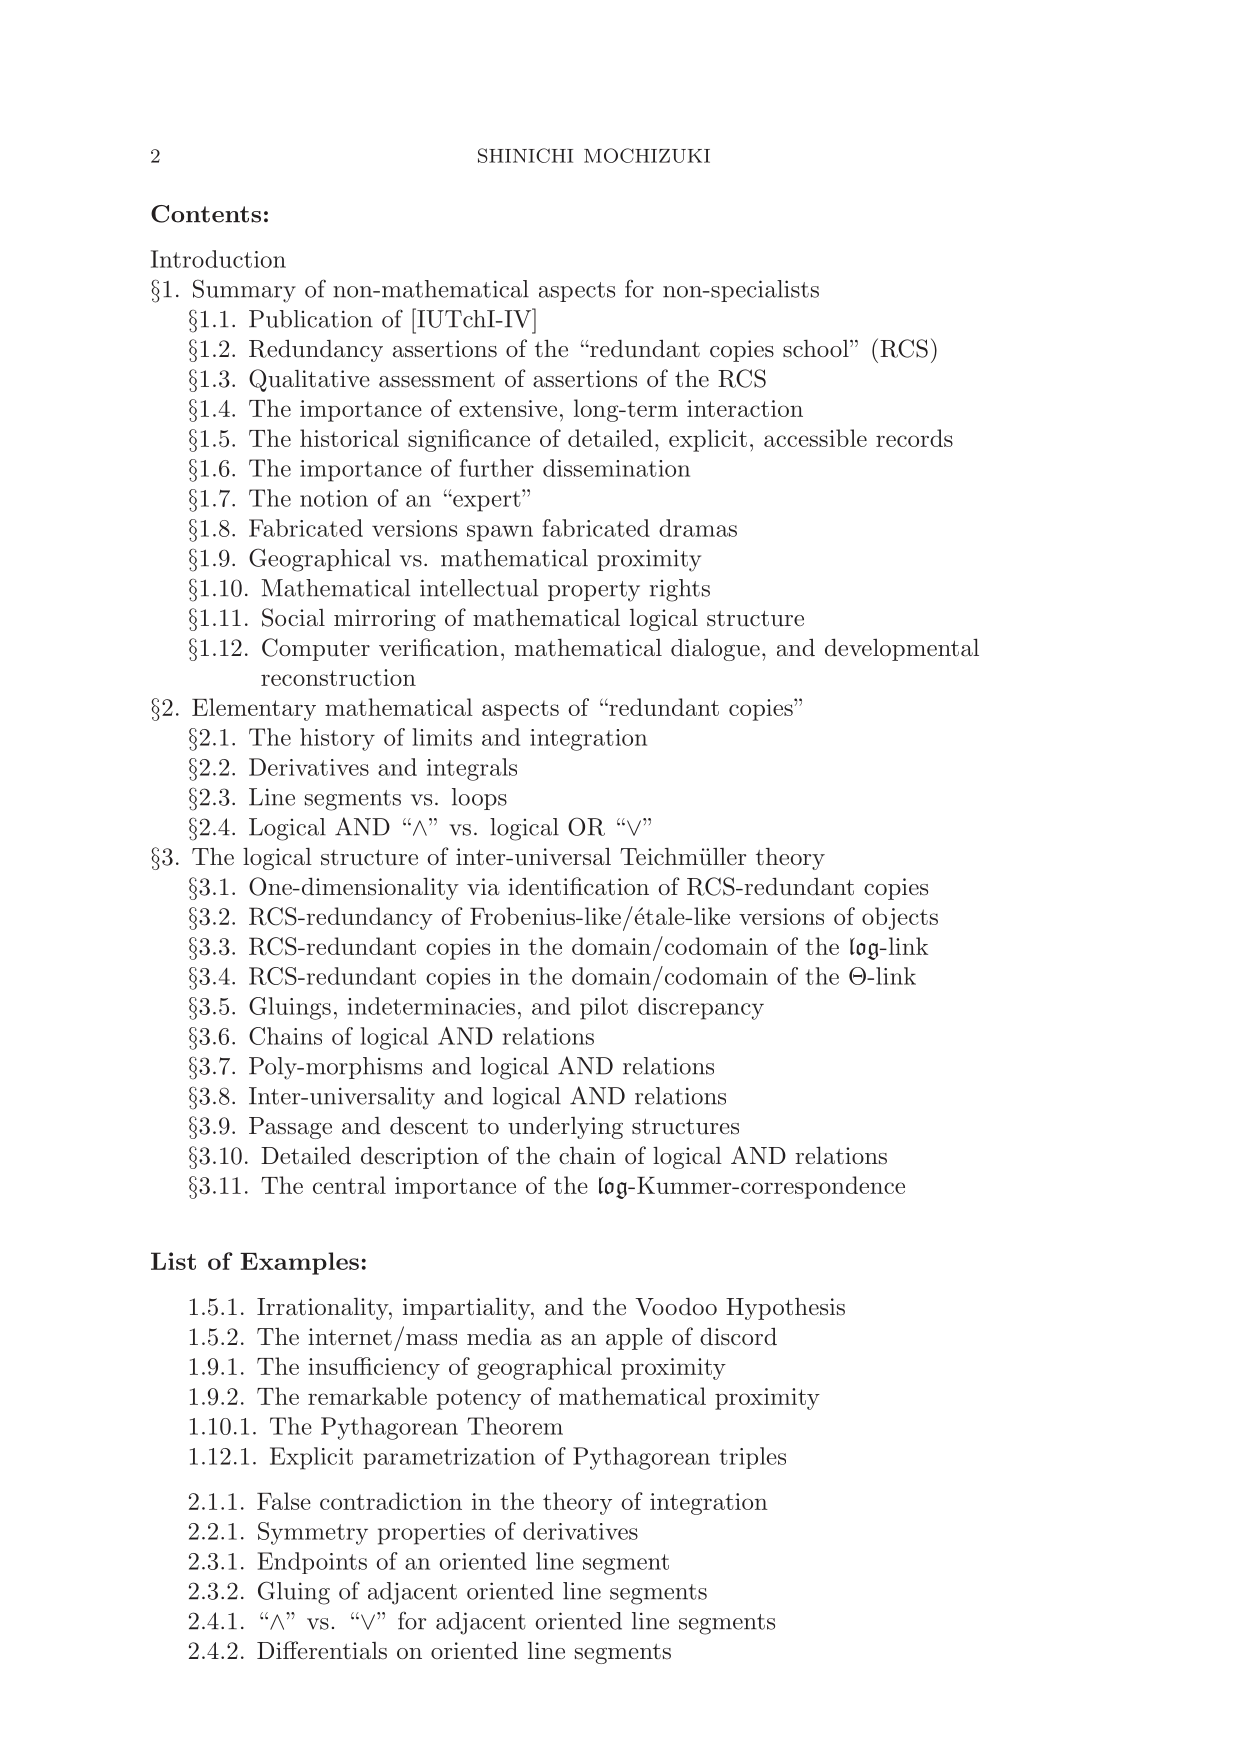 2 SHINICHI MOCHIZUKI
Contents:
Introduction
§1. Summary of non-mathematical aspects for non-specialists
§1.1. Publication of [IUTchI-IV]
§1.2. Redundancy assertions of the “redundant copies school” (RCS)
§1.3. Qualitative assessment of assertions of the RCS
§1.4. The importance of extensive, long-term interaction
§1.5. The historical significance of detailed, explicit, accessible records
§1.6. The importance of further dissemination
§1.7. The notion of an “expert”
§1.8. Fabricated versions spawn fabricated dramas
§1.9. Geographical vs. mathematical proximity
§1.10. Mathematical intellectual property rights
§1.11. Social mirroring of mathematical logical structure
§1.12. Computer verification, mathematical dialogue, and developmental
reconstruction
§2. Elementary mathematical aspects of “redundant copies”
§2.1. The history of limits and integration
§2.2. Derivatives and integrals
§2.3. Line segments vs. loops
§2.4. Logical AND “∧” vs. logical OR “∨”
§3. The logical structure of inter-universal Teichmüller theory
§3.1. One-dimensionality via identification of RCS-redundant copies
§3.2. RCS-redundancy of Frobenius-like/étale-like versions of objects
§3.3. RCS-redundant copies in the domain/codomain of the 𝔩𝔬𝔤-link
§3.4. RCS-redundant copies in the domain/codomain of the Θ-link
§3.5. Gluings, indeterminacies, and pilot discrepancy
§3.6. Chains of logical AND relations
§3.7. Poly-morphisms and logical AND relations
§3.8. Inter-universality and logical AND relations
§3.9. Passage and descent to underlying structures
§3.10. Detailed description of the chain of logical AND relations
§3.11. The central importance of the 𝔩𝔬𝔤-Kummer-correspondence
List of Examples:
1.5.1. Irrationality, impartiality, and the Voodoo Hypothesis
1.5.2. The internet/mass media as an apple of discord
1.9.1. The insufficiency of geographical proximity
1.9.2. The remarkable potency of mathematical proximity
1.10.1. The Pythagorean Theorem
1.12.1. Explicit parametrization of Pythagorean triples
2.1.1. False contradiction in the theory of integration
2.2.1. Symmetry properties of derivatives
2.3.1. Endpoints of an oriented line segment
2.3.2. Gluing of adjacent oriented line segments
2.4.1. “∧” vs. “∨” for adjacent oriented line segments
2.4.2. Differentials on oriented line segments